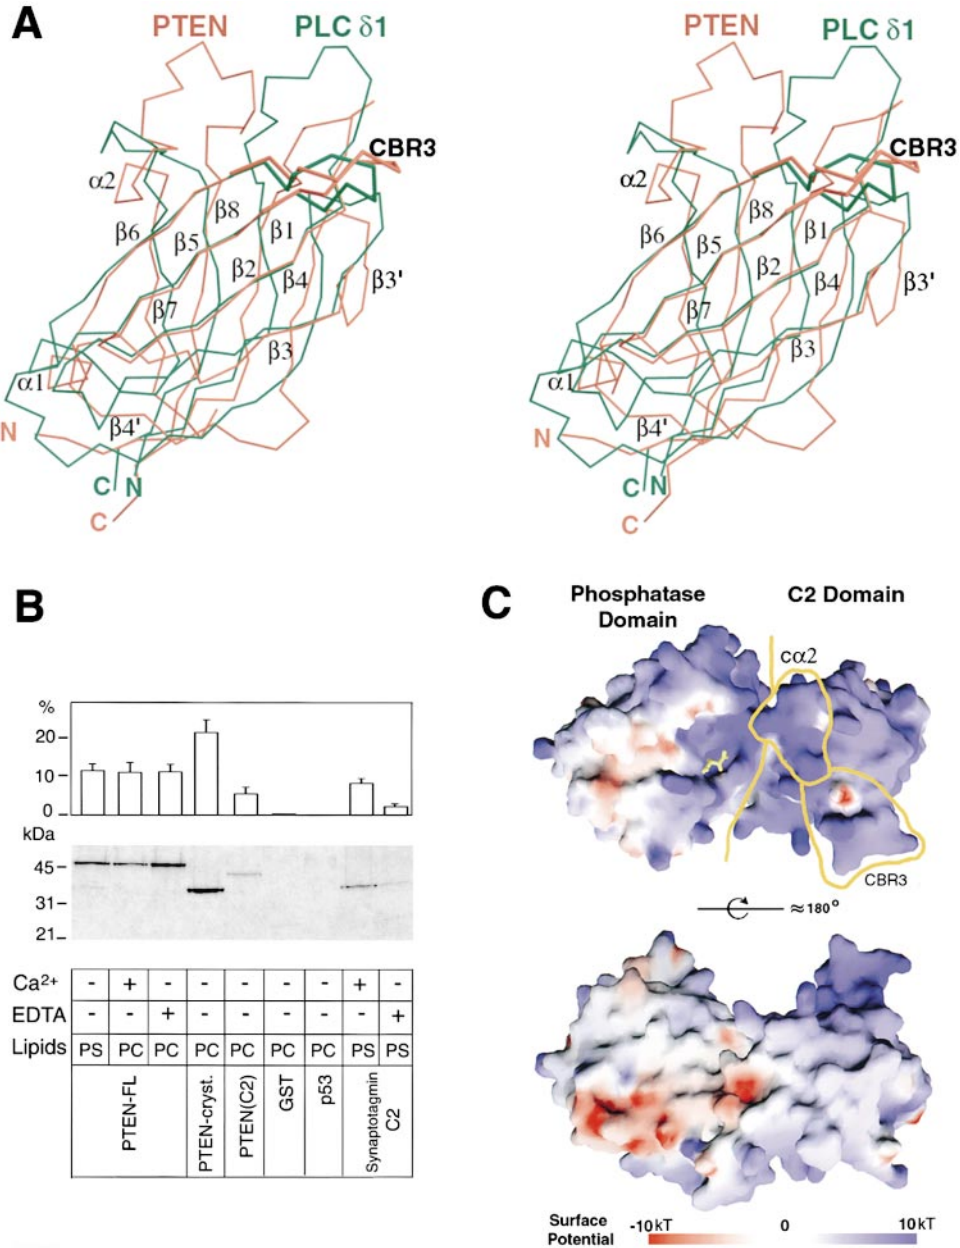 A
PTEN PLC δ1 PTEN PLC δ1
CBR3 CBR3
α2 α2
β8 β8
β6 β5 β1 β6 β5 β1
β2 β4 β3' β2 β4 β3'
β7 β7
β3 β3
α1 α1
N β4' N β4'
C N C N
C C
B
%
20
10
0
kDa
45
31
21
Ca2+ - + - - - - - + -
EDTA - - + - - - - - +
Lipids PS PC PC PC PC PC PC PS PS
PTEN-FL PTEN-cryst. PTEN(C2) GST p53 Synaptotagmin C2
C
Phosphatase Domain C2 Domain
cα2
CBR3
≈180°
Surface Potential -10kT 0 10kT